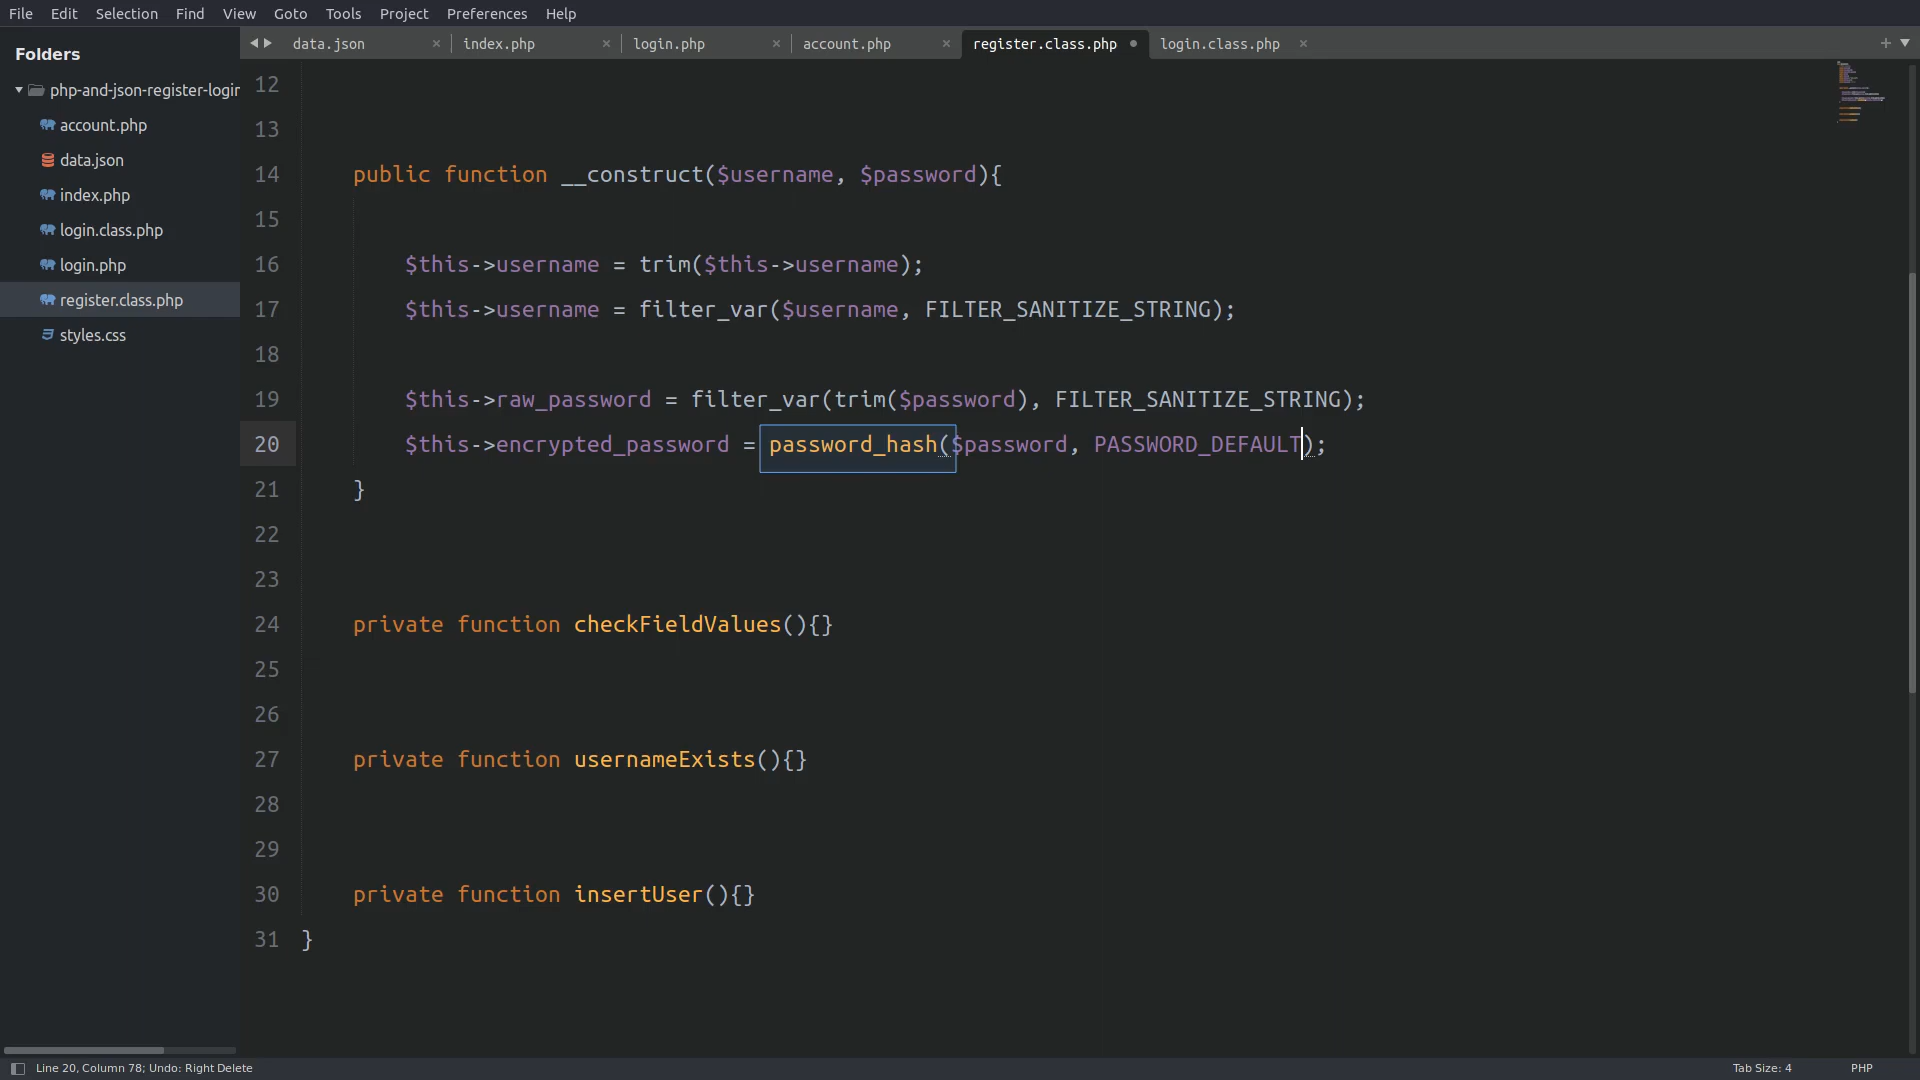 File Edit Selection Find View Goto Tools Project Preferences Help
Folders
php-and-json-register-login
account.php
data.json
index.php
login.class.php
login.php
register.class.php
styles.css
data.json × index.php × login.php × account.php × register.class.php login.class.php ×
12
13
14 public function __construct($username, $password){
15
16 $this->username = trim($this->username);
17 $this->username = filter_var($username, FILTER_SANITIZE_STRING);
18
19 $this->raw_password = filter_var(trim($password), FILTER_SANITIZE_STRING);
20 $this->encrypted_password = password_hash($password, PASSWORD_DEFAULT);
21 }
22
23
24 private function checkFieldValues(){}
25
26
27 private function usernameExists(){}
28
29
30 private function insertUser(){}
31 }
Line 20, Column 78; Undo: Right Delete
Tab Size: 4 PHP